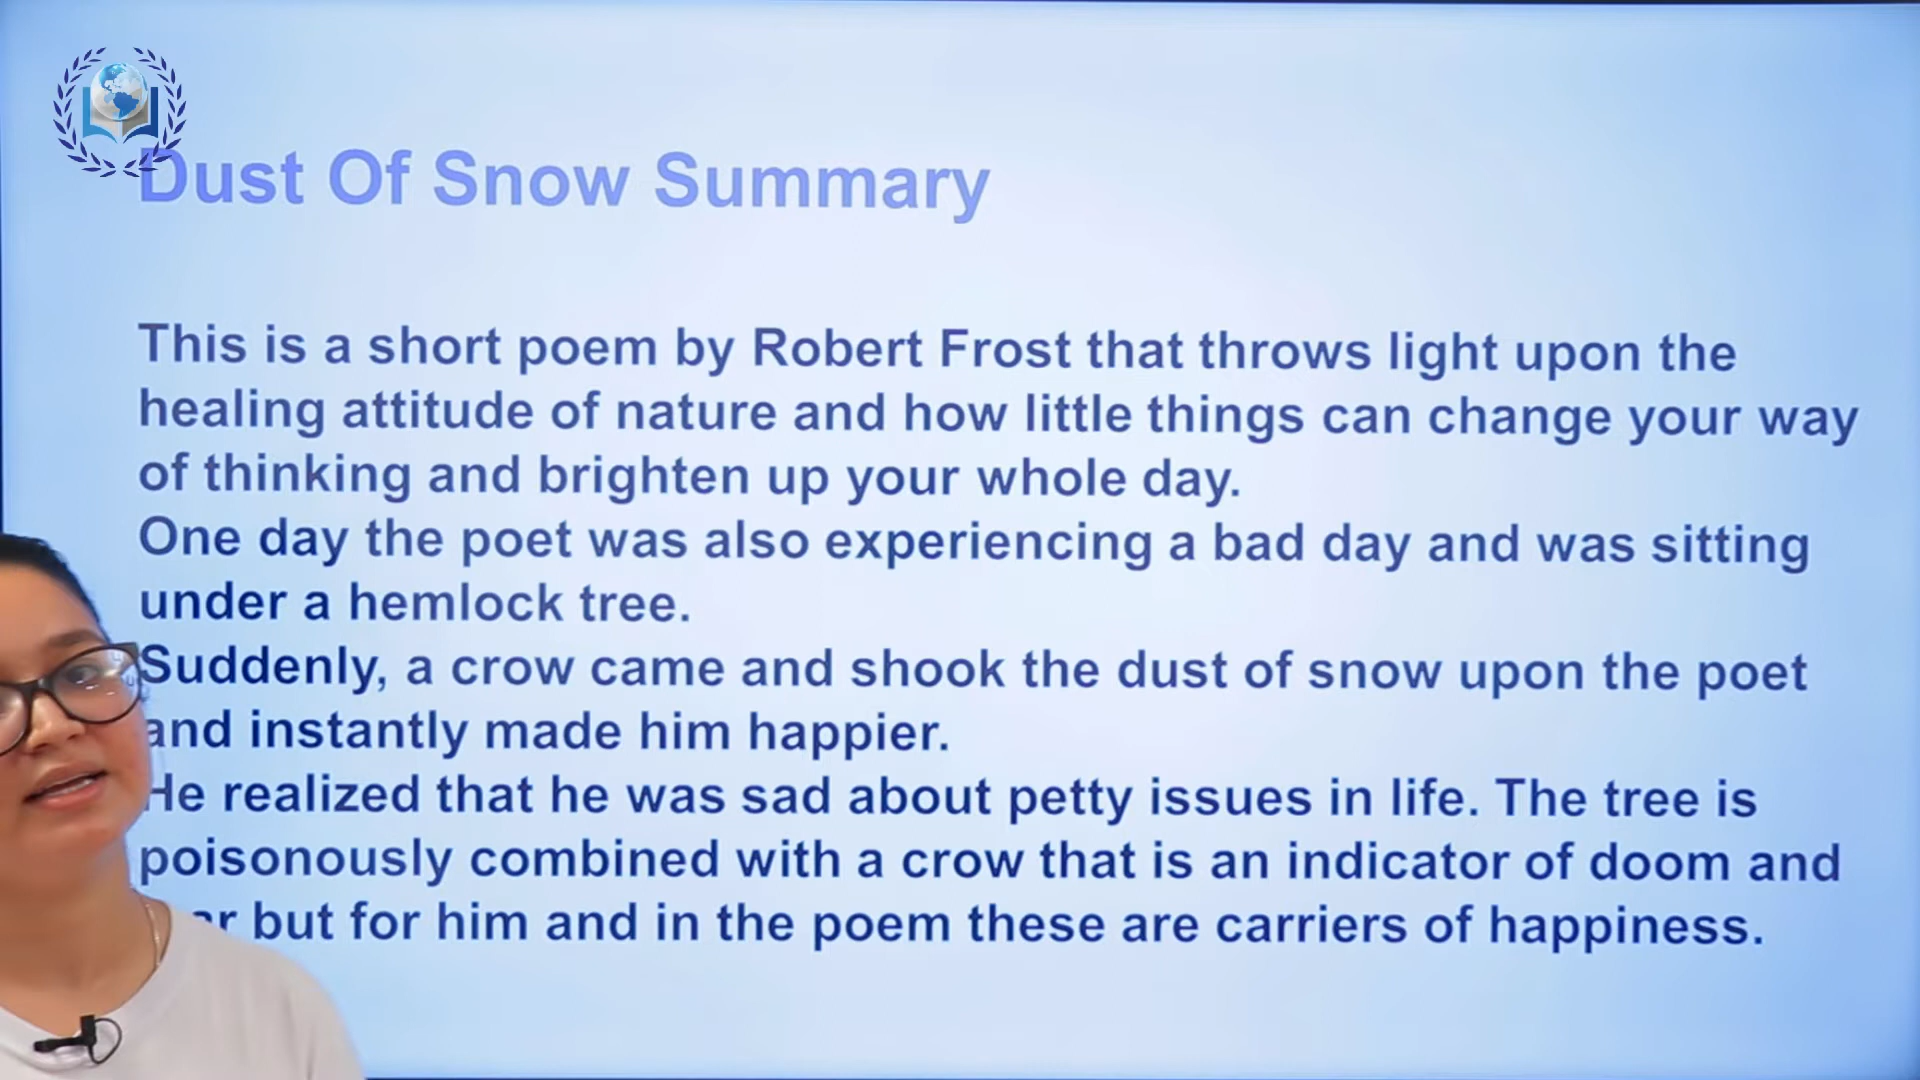 Dust Of Snow Summary
This is a short poem by Robert Frost that throws light upon the
healing attitude of nature and how little things can change your way
of thinking and brighten up your whole day.
One day the poet was also experiencing a bad day and was sitting
under a hemlock tree.
Suddenly, a crow came and shook the dust of snow upon the poet
and instantly made him happier.
He realized that he was sad about petty issues in life. The tree is
poisonously combined with a crow that is an indicator of doom and
but for him and in the poem these are carriers of happiness.